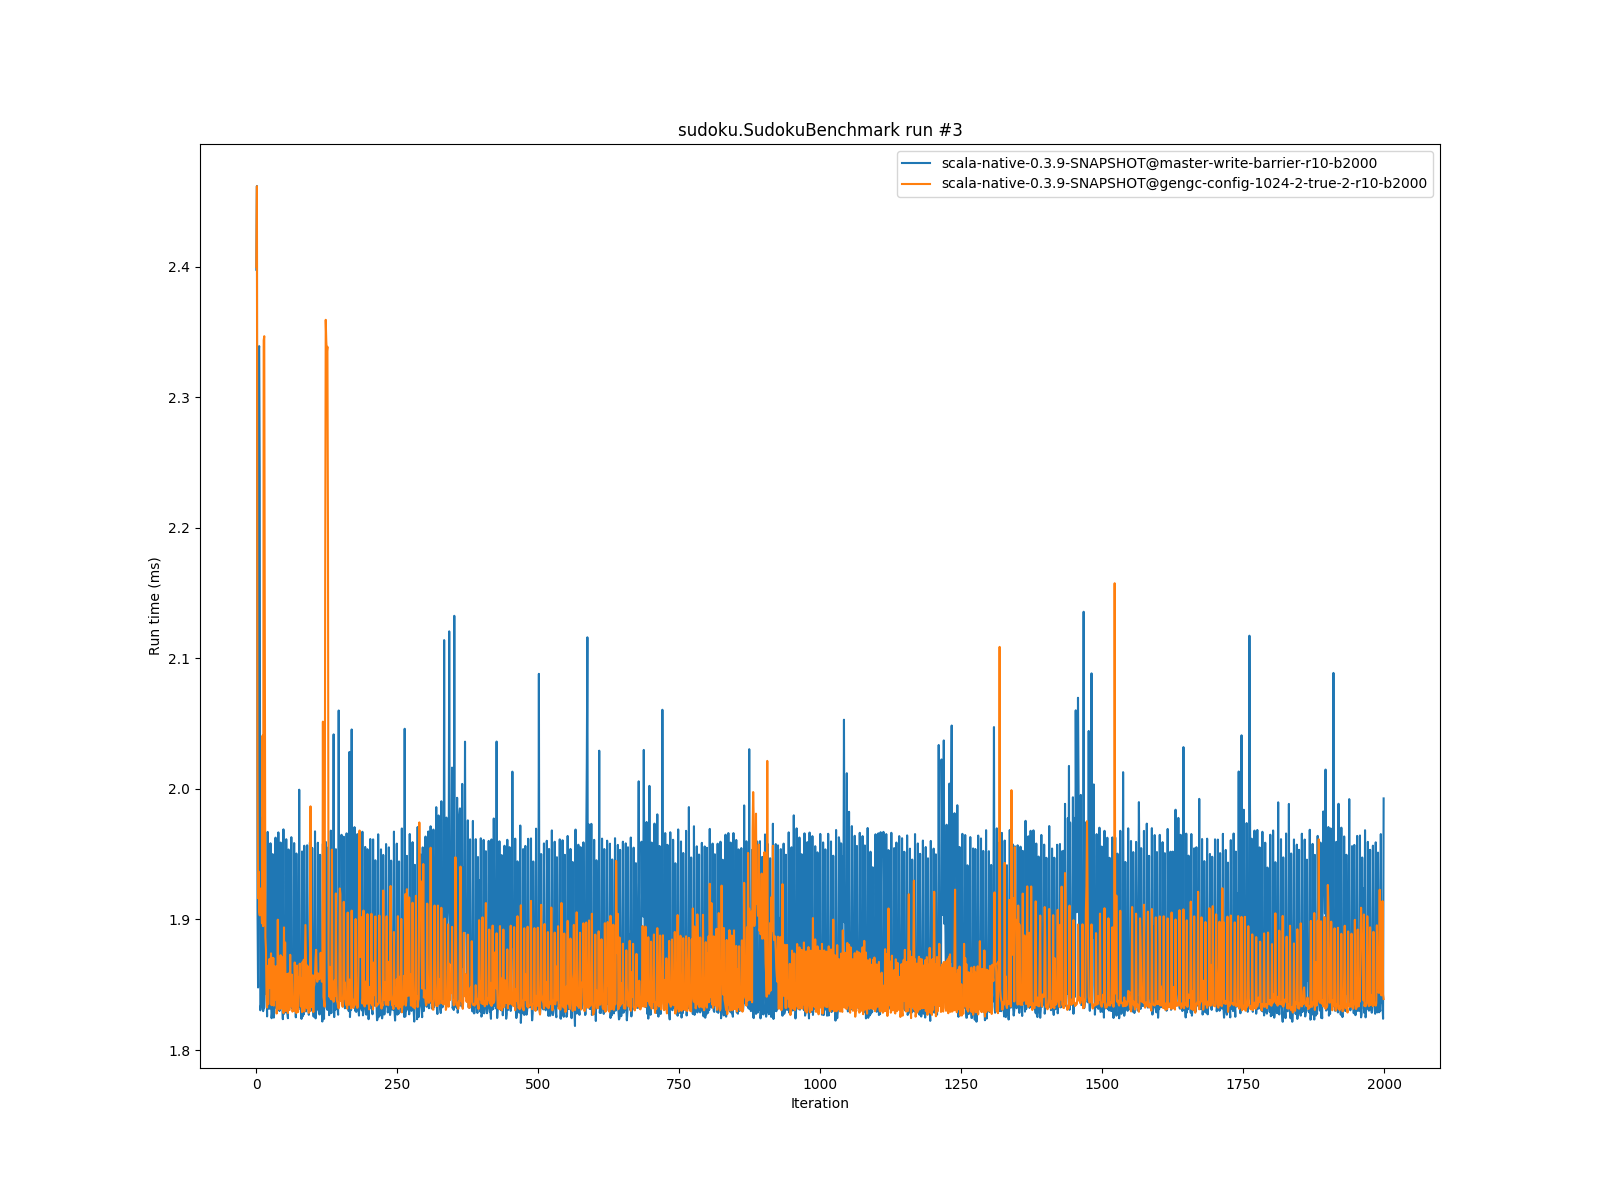 sudoku.SudokuBenchmark run #3
scala-native-0.3.9-SNAPSHOT@master-write-barrier-r10-b2000
scala-native-0.3.9-SNAPSHOT@gengc-config-1024-2-true-2-r10-b2000
2.4
2.3
2.2
2.1
2.0
1.9
1.8
Run time (ms)
0 250 500 750 1000 1250 1500 1750 2000
Iteration